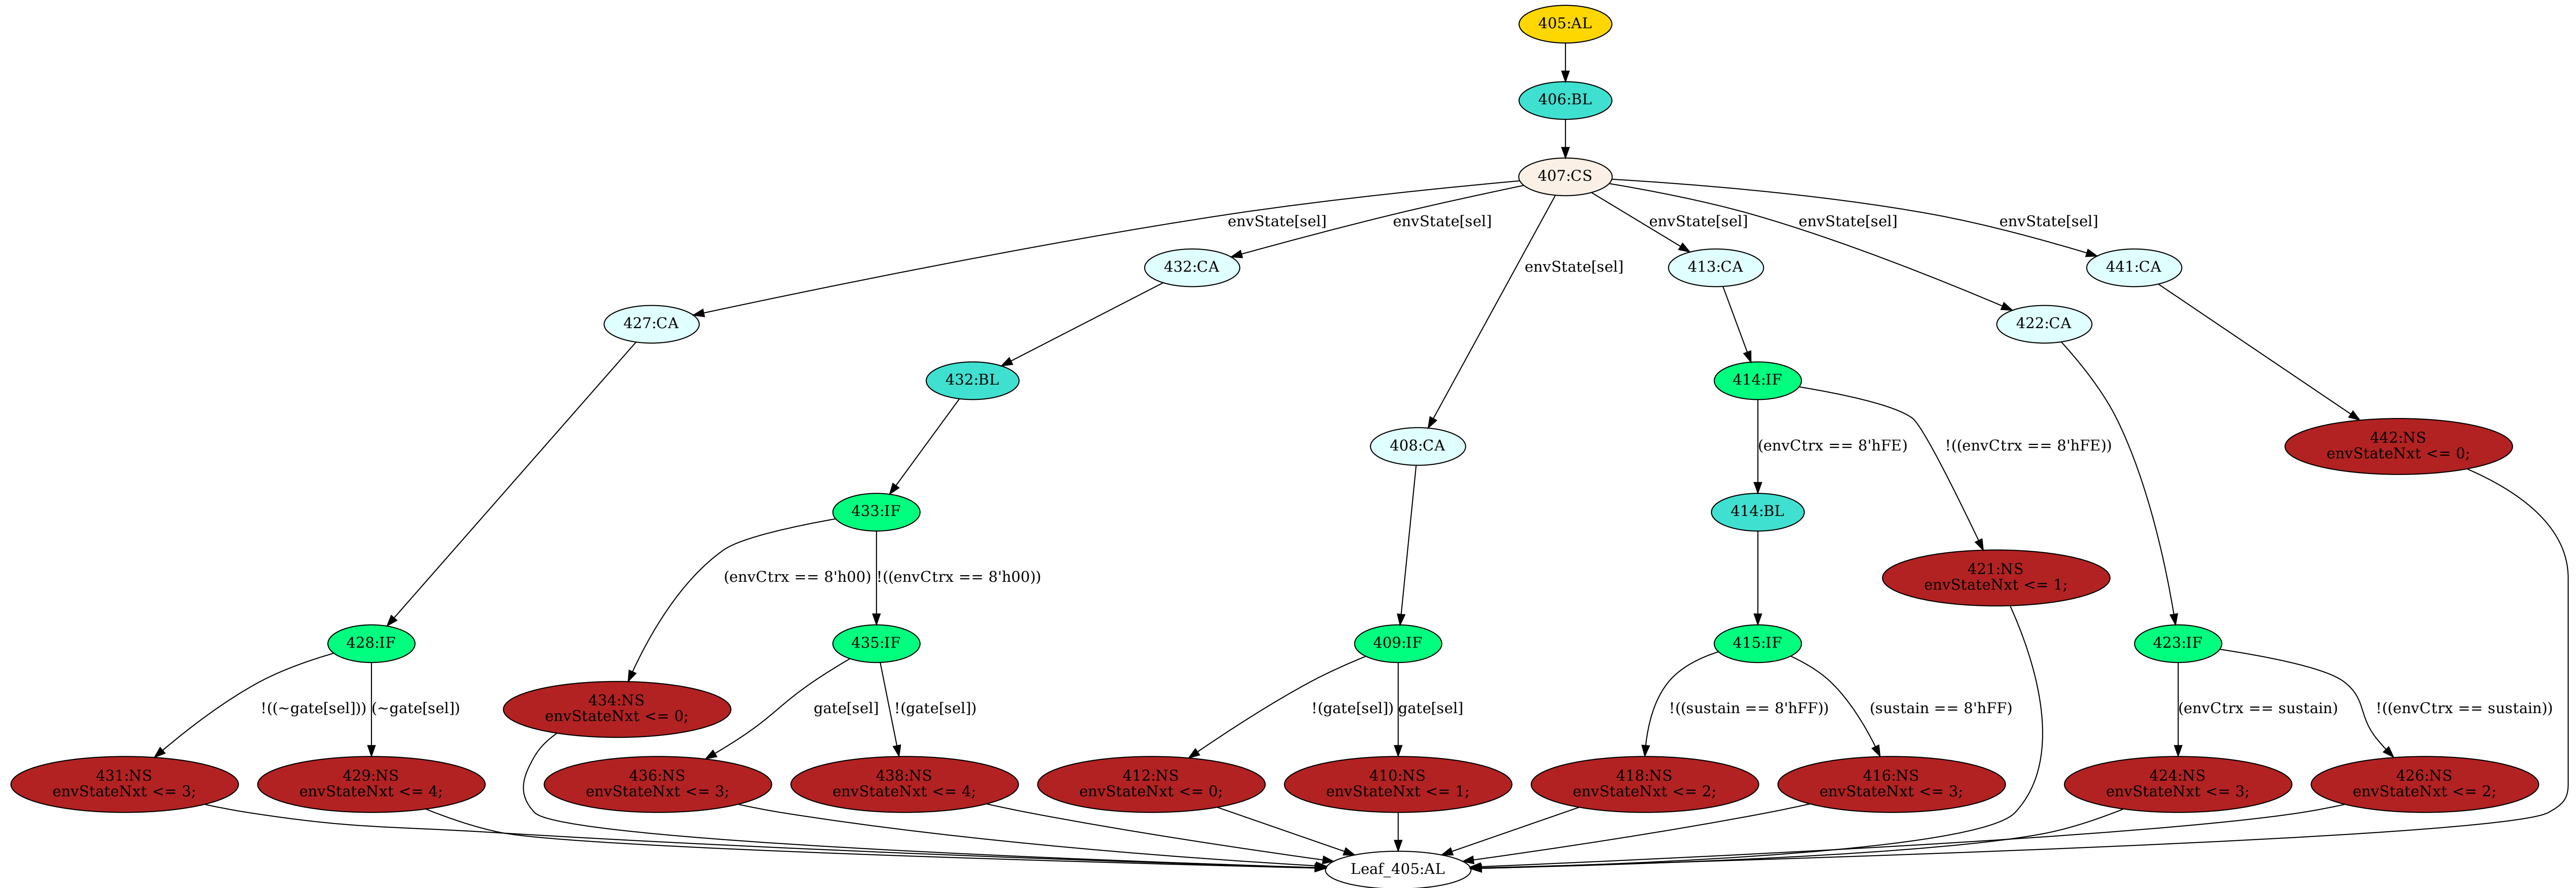 405:AL
406:BL
407:CS
envState[sel]
envState[sel]
envState[sel]
envState[sel]
envState[sel]
envState[sel]
432:CA
413:CA
441:CA
427:CA
422:CA
432:BL
414:IF
408:CA
(envCtrx == 8'hFE)
!((envCtrx == 8'hFE))
442:NS
envStateNxt <= 0;
433:IF
414:BL
(envCtrx == 8'h00)
!((envCtrx == 8'h00))
421:NS
envStateNxt <= 1;
428:IF
435:IF
409:IF
415:IF
423:IF
!((~gate[sel]))
(~gate[sel])
434:NS
envStateNxt <= 0;
gate[sel]
!(gate[sel])
!(gate[sel])
gate[sel]
!((sustain == 8'hFF))
(sustain == 8'hFF)
(envCtrx == sustain)
!((envCtrx == sustain))
431:NS
envStateNxt <= 3;
429:NS
envStateNxt <= 4;
436:NS
envStateNxt <= 3;
438:NS
envStateNxt <= 4;
412:NS
envStateNxt <= 0;
410:NS
envStateNxt <= 1;
418:NS
envStateNxt <= 2;
416:NS
envStateNxt <= 3;
424:NS
envStateNxt <= 3;
426:NS
envStateNxt <= 2;
Leaf_405:AL